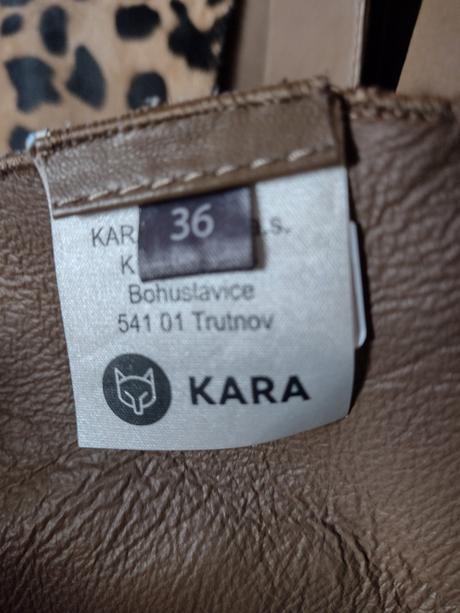 36
KAR a.s.
K
Bohuslavice
541 01 Trutnov
KARA